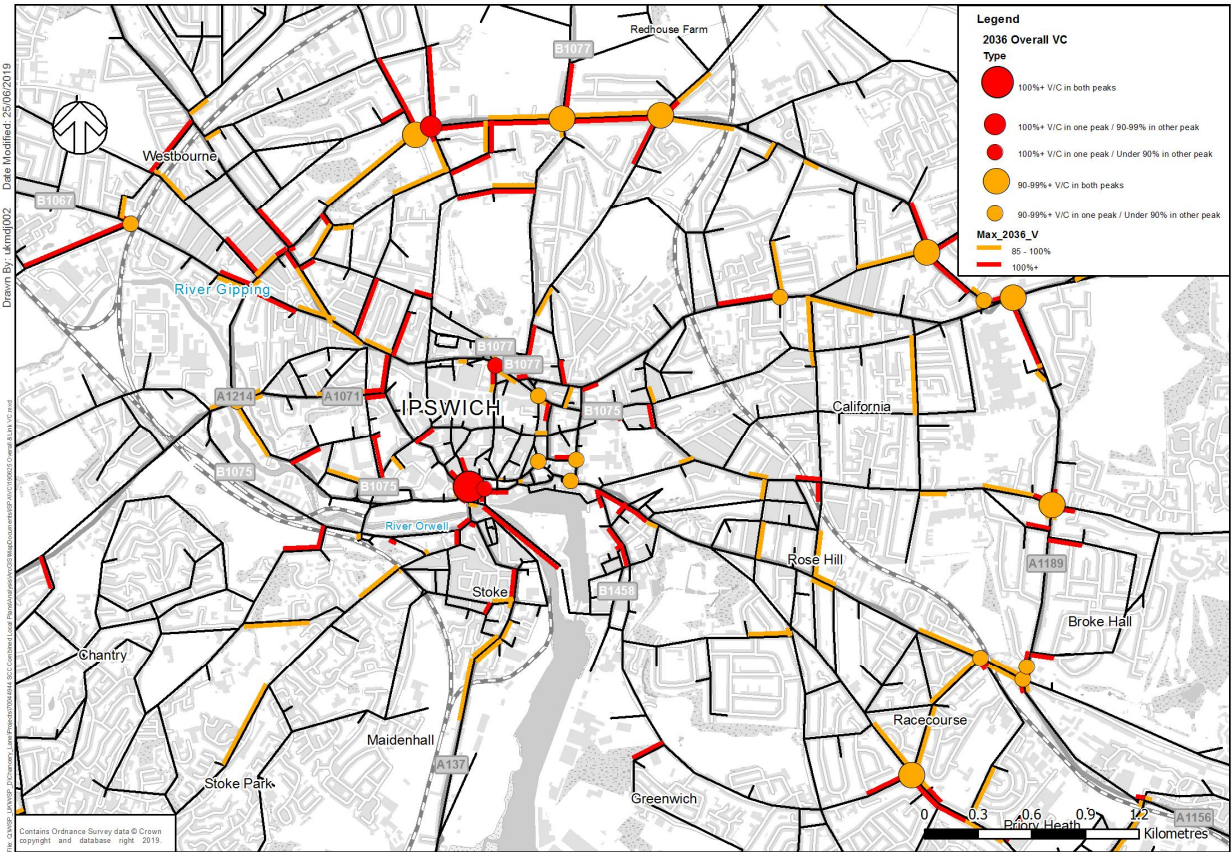 Date Modified: 25/06/2019
Drawn By: ukmdj002
Legend
2036 Overall VC
Type
100%+ V/C in both peaks
100%+ V/C in one peak / 90-99% in other peak
100%+ V/C in one peak / Under 90% in other peak
90-99%+ V/C in both peaks
90-99%+ V/C in one peak / Under 90% in other peak
Max_2036_V
85 - 100%
100%+
Redhouse Farm
B1077
Westbourne
B1067
River Gipping
B1077
B1077
A1214
A1071
IPSWICH
B1075
California
B1075
B1075
River Orwell
Rose Hill
A1189
Stoke
B1458
Broke Hall
Chantry
Racecourse
Maidenhall
A137
Stoke Park
Greenwich
0 0.3 0.6 0.9 1.2
Kilometres
Priory Heath
A1156
Contains Ordnance Survey data © Crown
copyright and database right 2019.